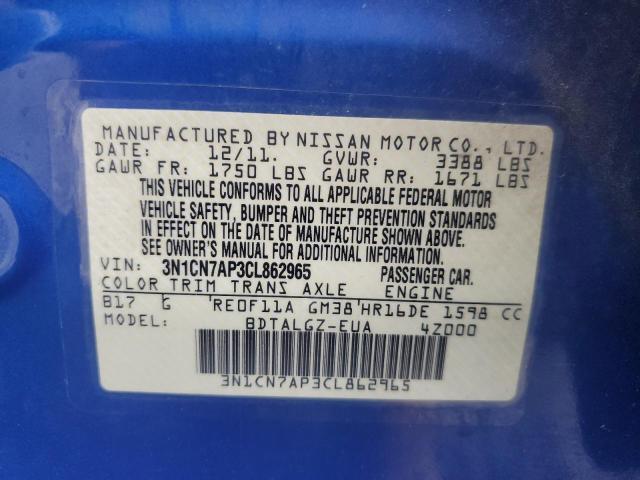 MANUFACTURED BY NISSAN MOTOR CO., LTD.
DATE: 12/11. GVWR: 3388 LBS
GAWR FR: 1750 LBS GAWR RR: 1671 LBS
THIS VEHICLE CONFORMS TO ALL APPLICABLE FEDERAL MOTOR
VEHICLE SAFETY, BUMPER AND THEFT PREVENTION STANDARDS
IN EFFECT ON THE DATE OF MANUFACTURE SHOWN ABOVE.
SEE OWNER'S MANUAL FOR ADDITIONAL INFORMATION.
VIN: 3N1CN7AP3CL862965 PASSENGER CAR.
COLOR TRIM TRANS AXLE ENGINE
B17 G RE0F11A GM38 HR16DE 1598 CC
MODEL: BDTALGZ-EUA 4Z000
3N1CN7AP3CL862965